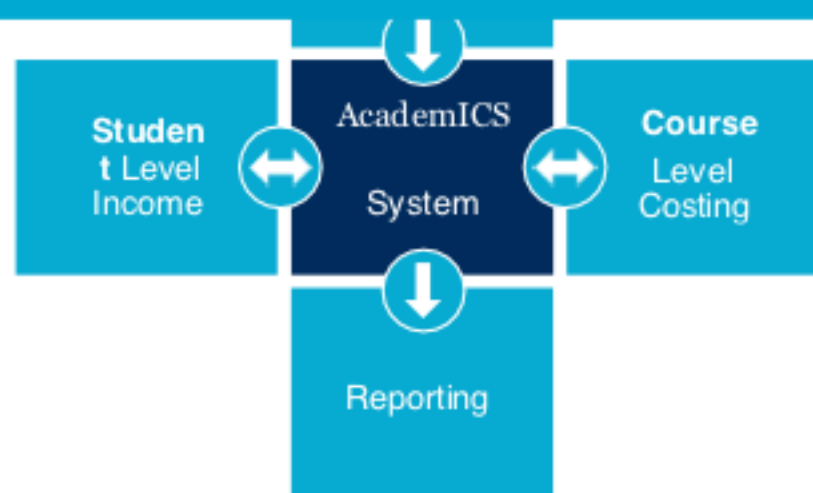 Studen
t Level
Income
AcademICS
System
Course
Level
Costing
Reporting